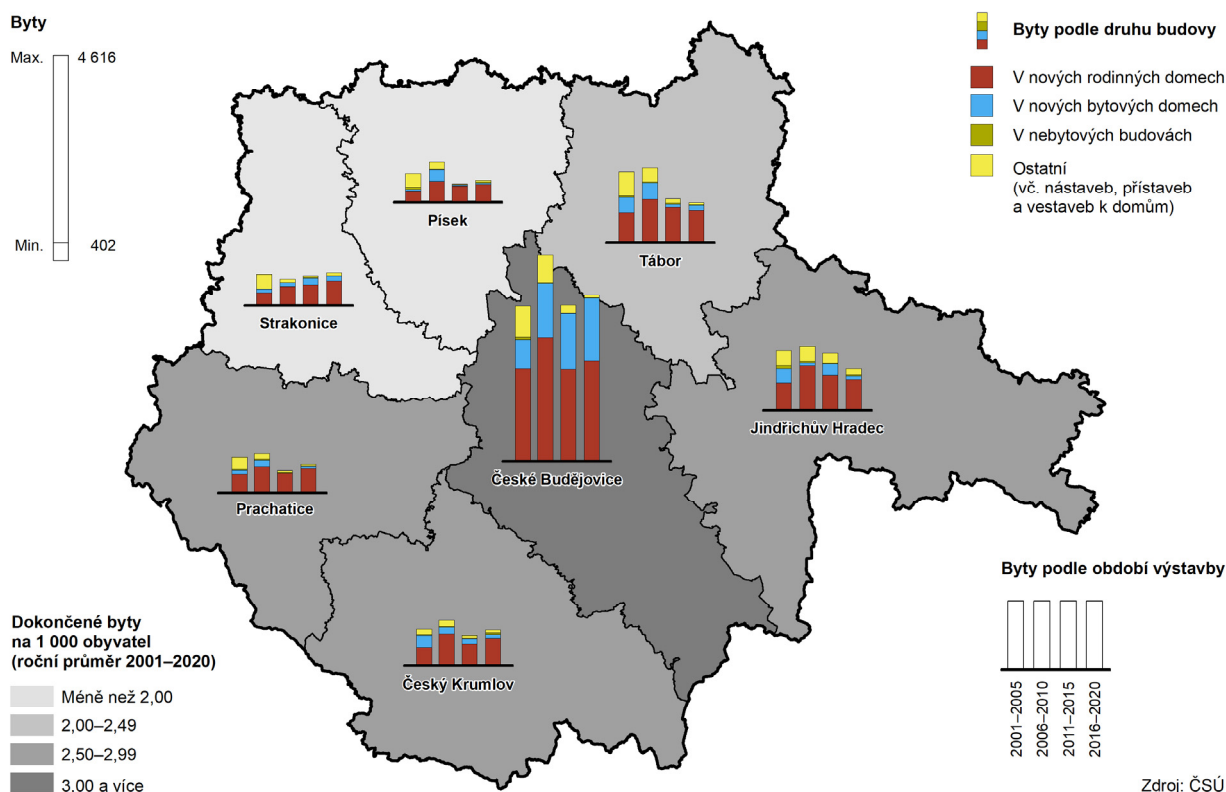 Byty
Max.
4 616
Min.
402
Byty podle druhu budovy
V nových rodinných domech
V nových bytových domech
V nebytových budovách
Ostatní
(vč. nástaveb, přístaveb
a vestaveb k domům)
Písek
Tábor
Strakonice
Jindřichův Hradec
České Budějovice
Prachatice
Český Krumlov
Dokončené byty
na 1 000 obyvatel
(roční průměr 2001–2020)
Méně než 2,00
2,00–2,49
2,50–2,99
3.00 a více
Byty podle období výstavby
2001–2005
2006–2010
2011–2015
2016–2020
Zdroj: ČSÚ